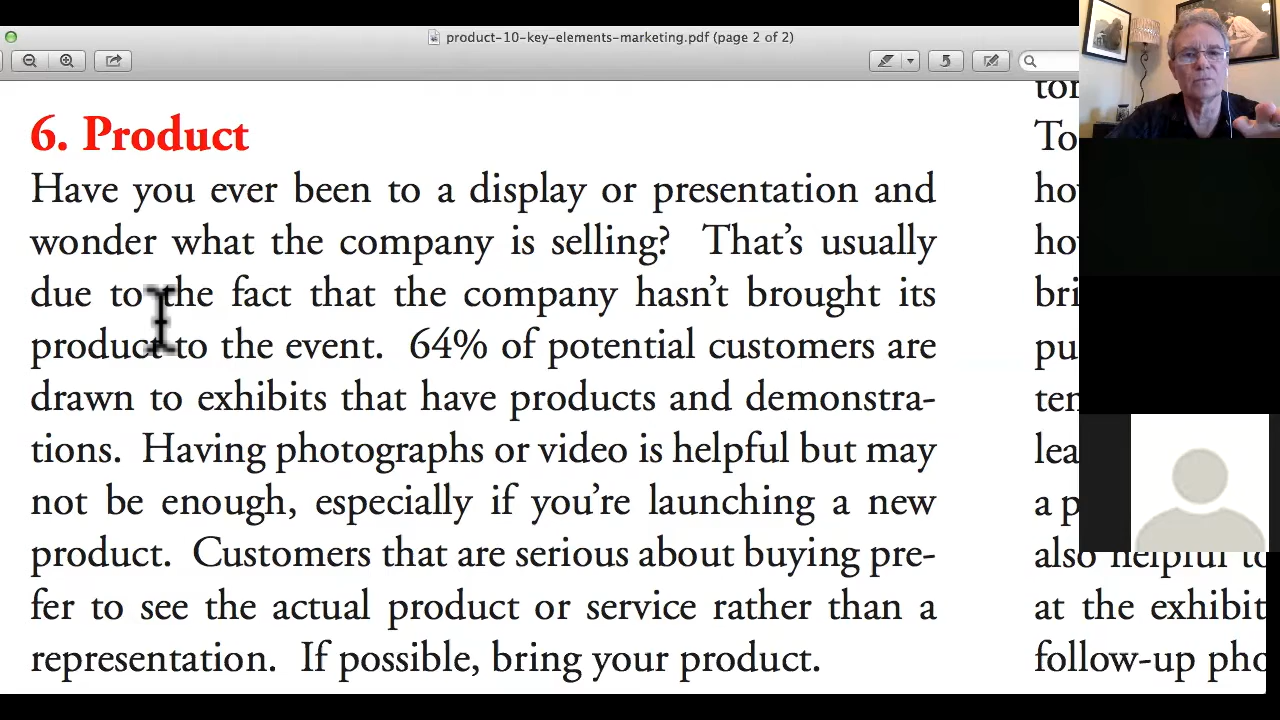 product-10-key-elements-marketing.pdf (page 2 of 2)
6. Product
Have you ever been to a display or presentation and
wonder what the company is selling? That's usually
due to the fact that the company hasn't brought its
product to the event. 64% of potential customers are
drawn to exhibits that have products and demonstra-
tions. Having photographs or video is helpful but may
not be enough, especially if you're launching a new
product. Customers that are serious about buying pre-
fer to see the actual product or service rather than a
representation. If possible, bring your product.
To
a
also helpful to
at the exhibit
follow-up